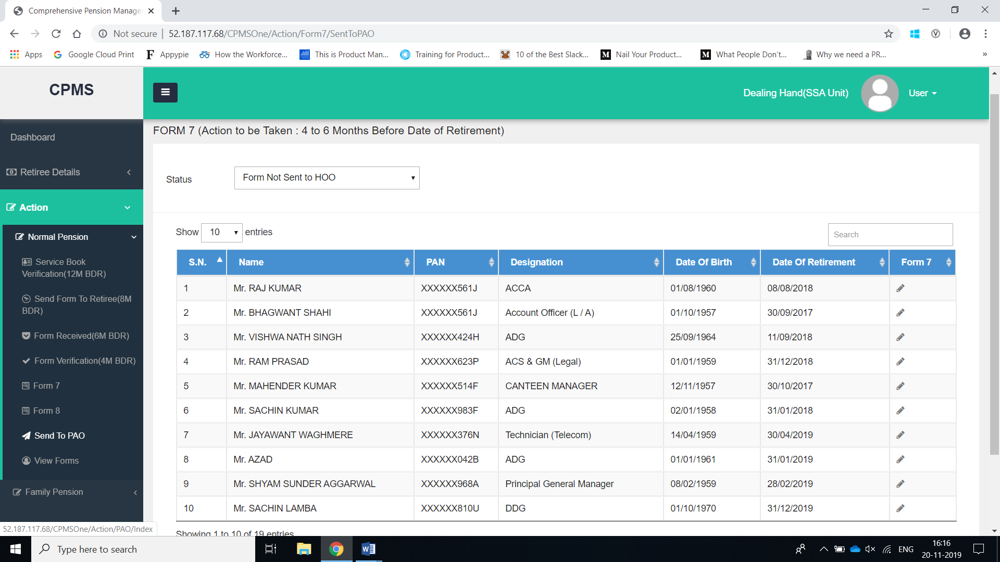 Comprehensive Pension Manage
Not secure | 52.187.117.68/CPMSOne/Action/Form7/SentToPAO
Apps Google Cloud Print Appypie How the Workforce... This is Product Man... Training for Product... 10 of the Best Slack... Nail Your Product... What People Don't... Why we need a PR... »
CPMS
Dealing Hand(SSA Unit) User
Dashboard
Retiree Details
Action
Normal Pension
Service Book
Verification(12M BDR)
Send Form To Retiree(8M
BDR)
Form Received(6M BDR)
Form Verification(4M BDR)
Form 7
Form 8
Send To PAO
View Forms
Family Pension
FORM 7 (Action to be Taken : 4 to 6 Months Before Date of Retirement)
Status Form Not Sent to HOO
Show 10 entries Search
S.N. Name PAN Designation Date Of Birth Date Of Retirement Form 7
1 Mr. RAJ KUMAR XXXXXX561J ACCA 01/08/1960 08/08/2018
2 Mr. BHAGWANT SHAHI XXXXXX561J Account Officer (L / A) 01/10/1957 30/09/2017
3 Mr. VISHWA NATH SINGH XXXXXX424H ADG 25/09/1964 11/09/2018
4 Mr. RAM PRASAD XXXXXX623P ACS & GM (Legal) 01/01/1959 31/12/2018
5 Mr. MAHENDER KUMAR XXXXXX514F CANTEEN MANAGER 12/11/1957 30/10/2017
6 Mr. SACHIN KUMAR XXXXXX983F ADG 02/01/1958 31/01/2018
7 Mr. JAYAWANT WAGHMERE XXXXXX376N Technician (Telecom) 14/04/1959 30/04/2019
8 Mr. AZAD XXXXXX042B ADG 01/01/1961 31/01/2019
9 Mr. SHYAM SUNDER AGGARWAL XXXXXX968A Principal General Manager 08/02/1959 28/02/2019
10 Mr. SACHIN LAMBA XXXXXX810U DDG 01/10/1970 31/12/2019
Showing 1 to 10 of 19 entries
52.187.117.68/CPMSOne/Action/PAO/Index
Type here to search
ENG
16:16
20-11-2019